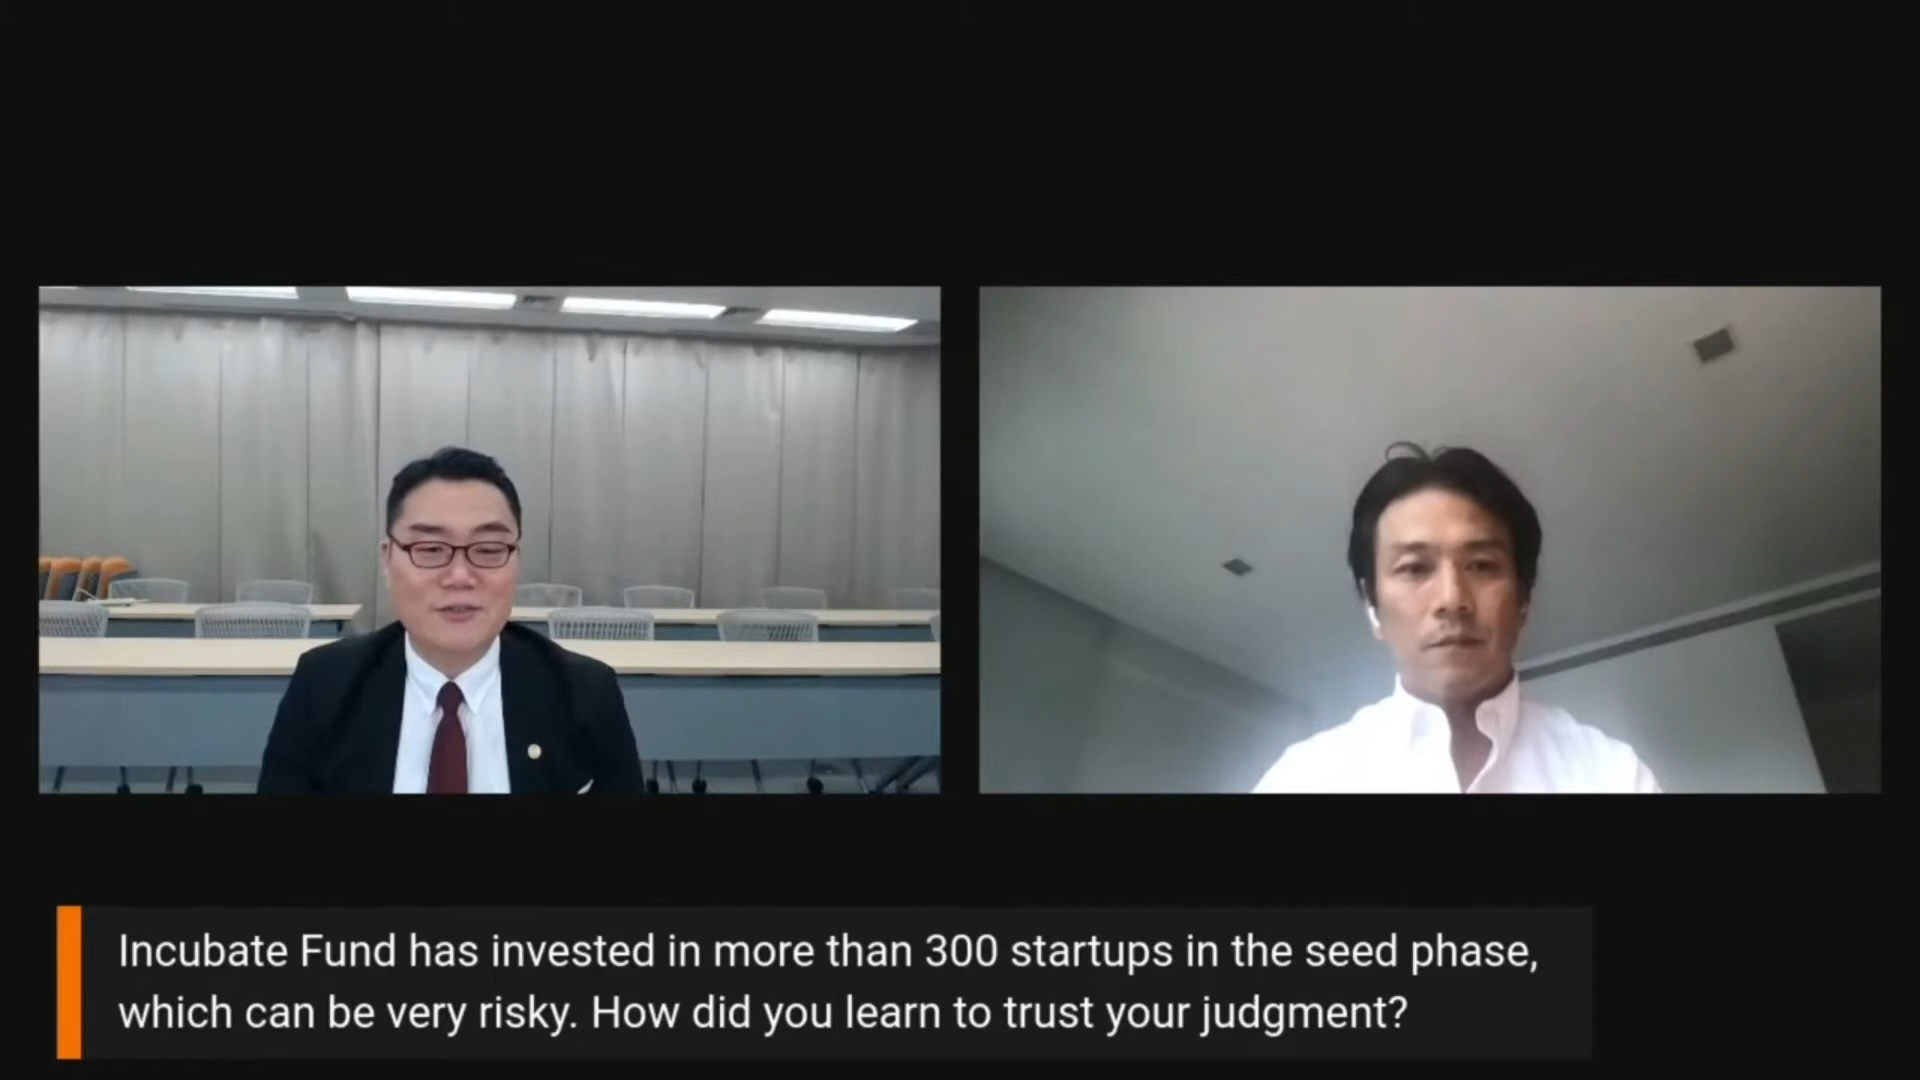 Incubate Fund has invested in more than 300 startups in the seed phase,
which can be very risky. How did you learn to trust your judgment?